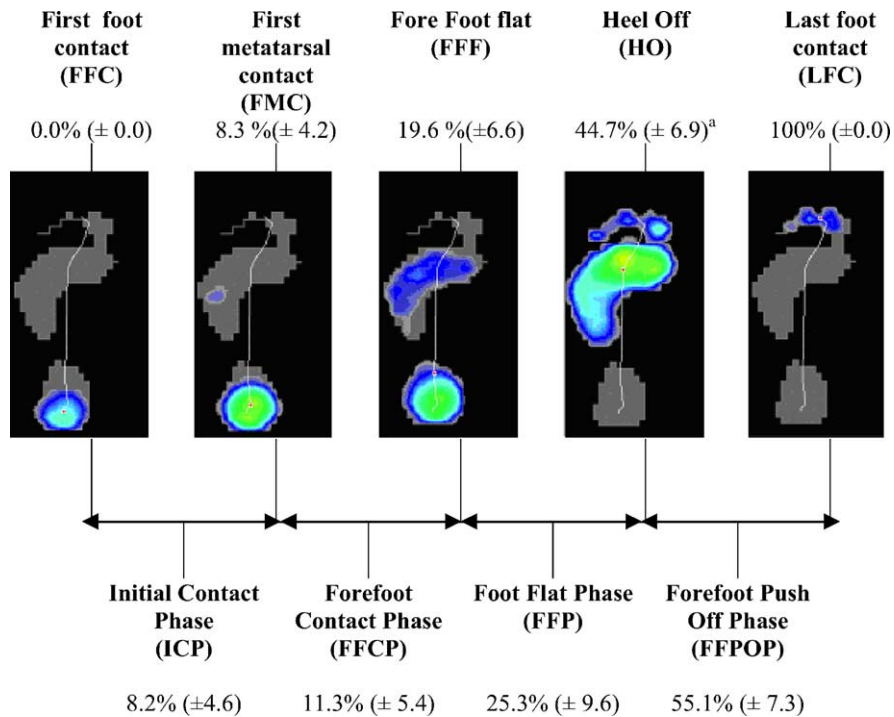 First foot contact (FFC)
First metatarsal contact (FMC)
Fore Foot flat (FFF)
Heel Off (HO)
Last foot contact (LFC)
0.0% (± 0.0)
8.3 %(± 4.2)
19.6 %(±6.6)
44.7% (± 6.9)ᵃ
100% (±0.0)
Initial Contact Phase (ICP)
Forefoot Contact Phase (FFCP)
Foot Flat Phase (FFP)
Forefoot Push Off Phase (FFPOP)
8.2% (±4.6)
11.3% (± 5.4)
25.3% (± 9.6)
55.1% (± 7.3)